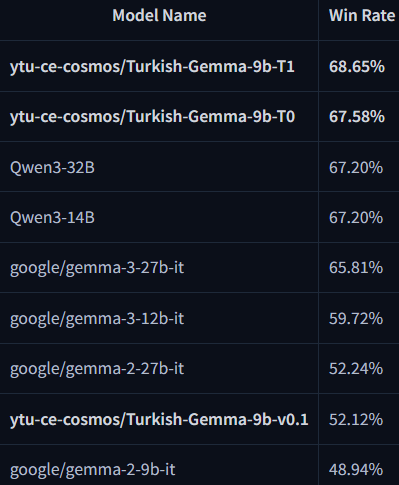 Model Name Win Rate
ytu-ce-cosmos/Turkish-Gemma-9b-T1 68.65%
ytu-ce-cosmos/Turkish-Gemma-9b-T0 67.58%
Qwen3-32B 67.20%
Qwen3-14B 67.20%
google/gemma-3-27b-it 65.81%
google/gemma-3-12b-it 59.72%
google/gemma-2-27b-it 52.24%
ytu-ce-cosmos/Turkish-Gemma-9b-v0.1 52.12%
google/gemma-2-9b-it 48.94%